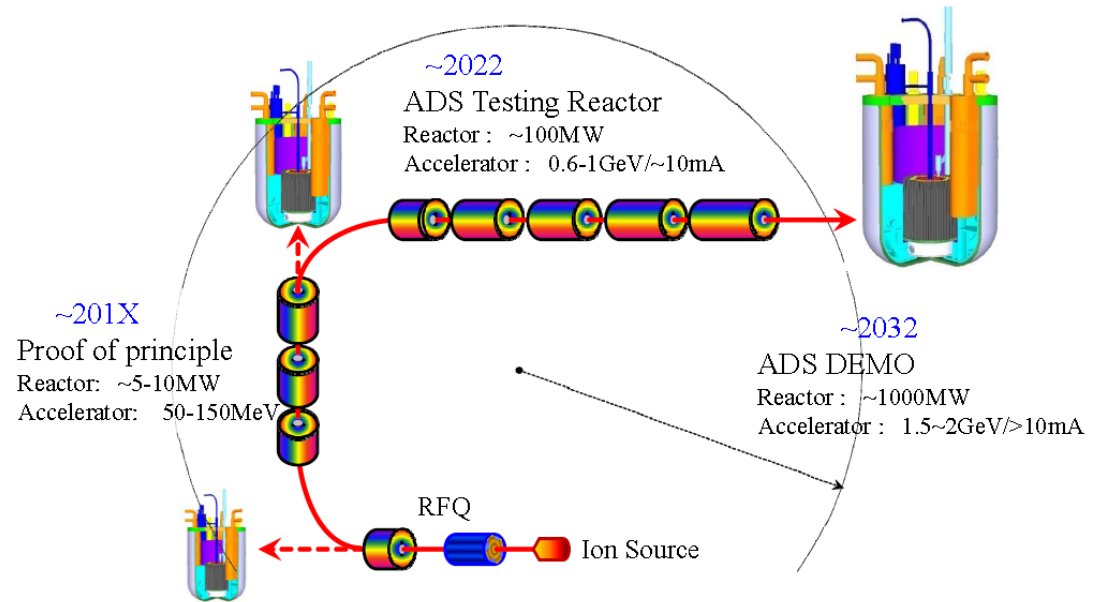 ~2022
ADS Testing Reactor
Reactor : ~100MW
Accelerator : 0.6-1GeV/~10mA
~201X
Proof of principle
Reactor: ~5-10MW
Accelerator: 50-150MeV
~2032
ADS DEMO
Reactor : ~1000MW
Accelerator : 1.5~2GeV/>10mA
RFQ
Ion Source